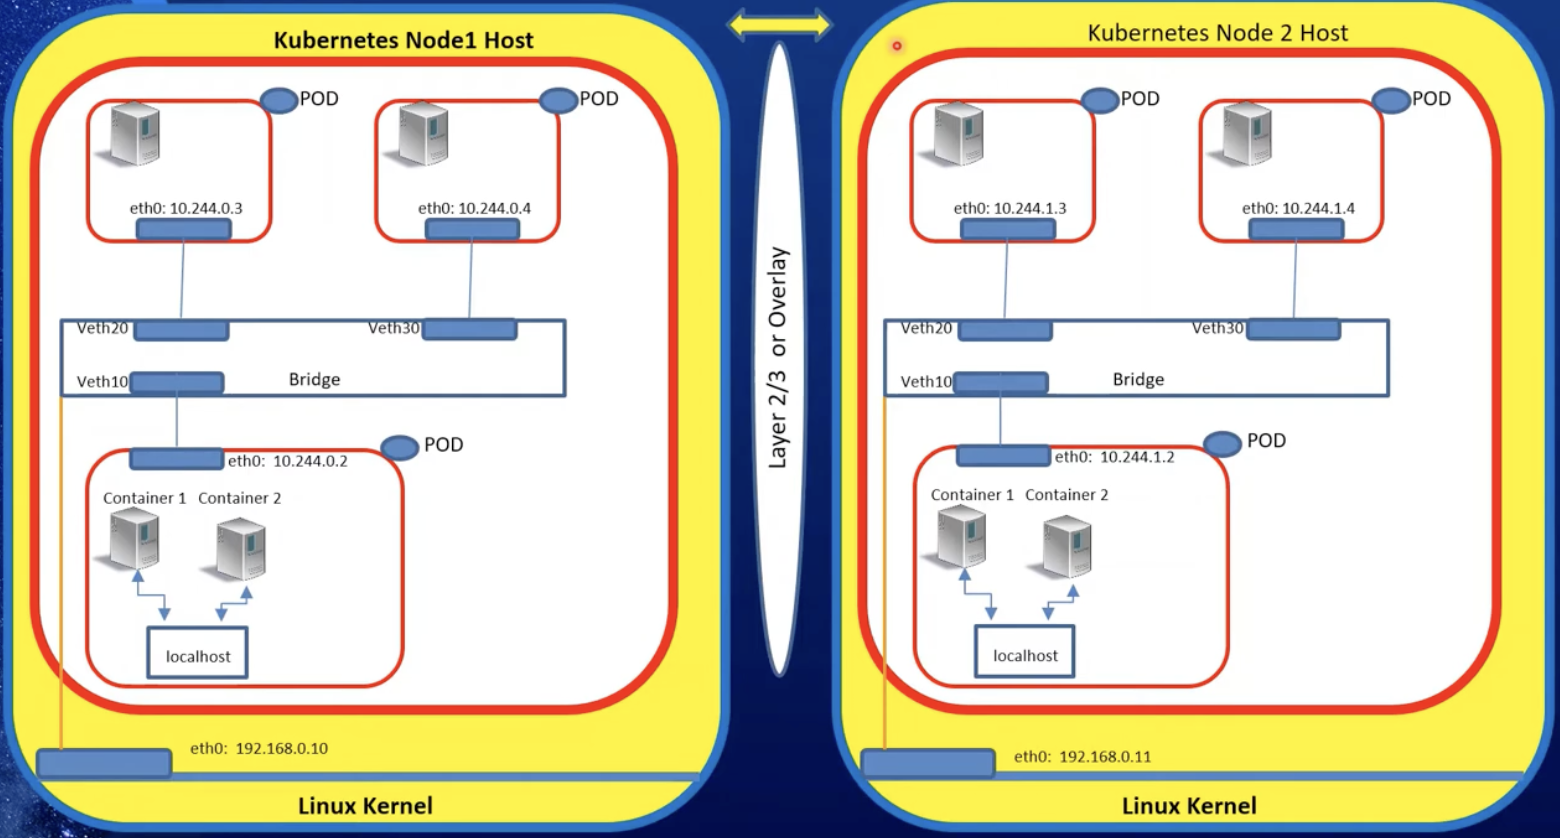 Kubernetes Node1 Host
POD
POD
eth0: 10.244.0.3
eth0: 10.244.0.4
Veth20
Veth30
Veth10
Bridge
POD
eth0: 10.244.0.2
Container 1
Container 2
localhost
eth0: 192.168.0.10
Linux Kernel
Layer 2/3 or Overlay
Kubernetes Node 2 Host
POD
POD
eth0: 10.244.1.3
eth0: 10.244.1.4
Veth20
Veth30
Veth10
Bridge
POD
eth0: 10.244.1.2
Container 1
Container 2
localhost
eth0: 192.168.0.11
Linux Kernel